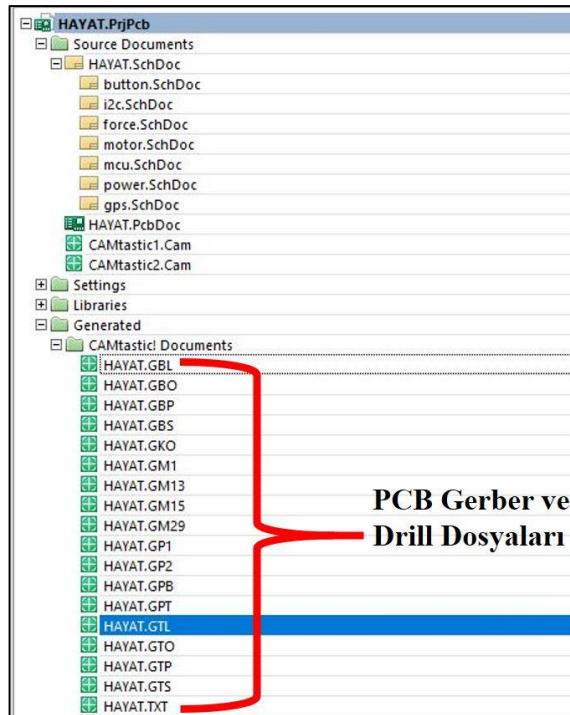 HAYAT.PrjPcb
Source Documents
HAYAT.SchDoc
button.SchDoc
i2c.SchDoc
force.SchDoc
motor.SchDoc
mcu.SchDoc
power.SchDoc
gps.SchDoc
HAYAT.PcbDoc
CAMtastic1.Cam
CAMtastic2.Cam
Settings
Libraries
Generated
CAMtastic! Documents
HAYAT.GBL
HAYAT.GBO
HAYAT.GBP
HAYAT.GBS
HAYAT.GKO
HAYAT.GM1
HAYAT.GM13
HAYAT.GM15
HAYAT.GM29
HAYAT.GP1
HAYAT.GP2
HAYAT.GPB
HAYAT.GPT
HAYAT.GTL
HAYAT.GTO
HAYAT.GTP
HAYAT.GTS
HAYAT.TXT
PCB Gerber ve
Drill Dosyaları